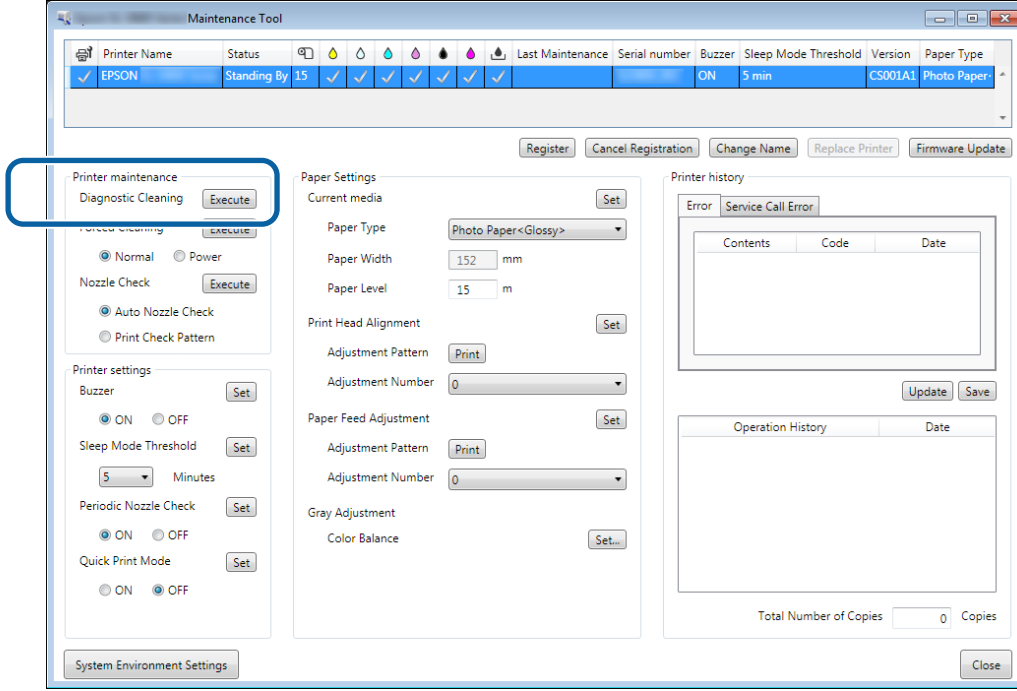 Maintenance Tool
Printer Name Status Last Maintenance Serial number Buzzer Sleep Mode Threshold Version Paper Type
EPSON Standing By 15 ON 5 min CS001A1 Photo Paper-
Register Cancel Registration Change Name Replace Printer Firmware Update
Printer maintenance
Diagnostic Cleaning Execute
Forced Cleaning Execute
Normal Power
Nozzle Check Execute
Auto Nozzle Check
Print Check Pattern
Printer settings
Buzzer Set
ON OFF
Sleep Mode Threshold Set
5 Minutes
Periodic Nozzle Check Set
ON OFF
Quick Print Mode Set
ON OFF
Paper Settings
Current media Set
Paper Type Photo Paper<Glossy>
Paper Width 152 mm
Paper Level 15 m
Print Head Alignment Set
Adjustment Pattern Print
Adjustment Number 0
Paper Feed Adjustment Set
Adjustment Pattern Print
Adjustment Number 0
Gray Adjustment
Color Balance Set...
Printer history
Error Service Call Error
Contents Code Date
Update Save
Operation History Date
Total Number of Copies 0 Copies
System Environment Settings Close